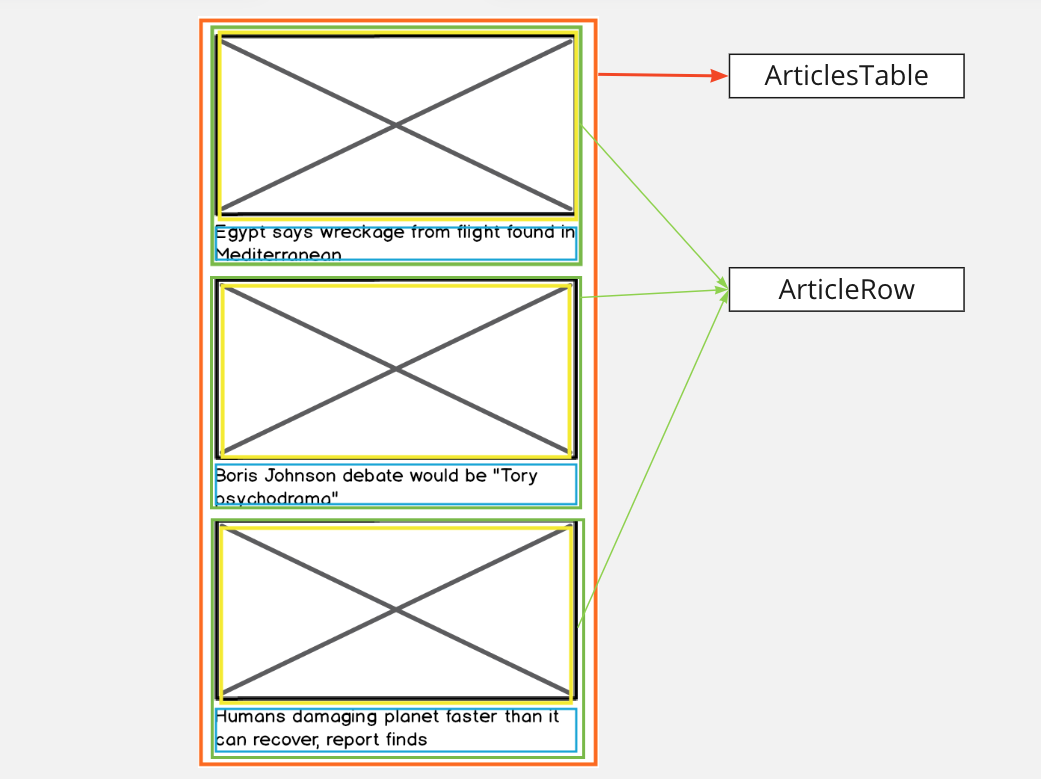 ArticlesTable
Egypt says wreckage from flight found in
Mediterranean
ArticleRow
Boris Johnson debate would be "Tory
psychodrama"
Humans damaging planet faster than it
can recover, report finds